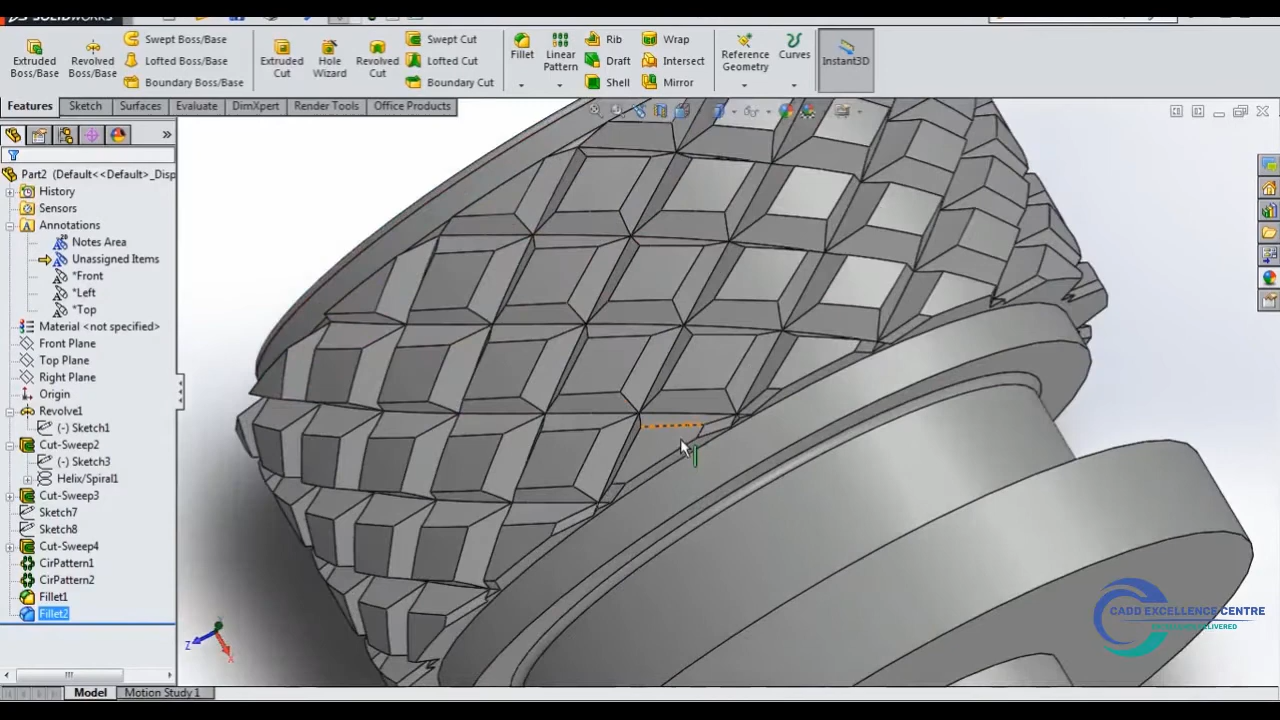 SOLIDWORKS
Extruded Boss/Base
Revolved Boss/Base
Swept Boss/Base
Lofted Boss/Base
Boundary Boss/Base
Extruded Cut
Hole Wizard
Revolved Cut
Swept Cut
Lofted Cut
Boundary Cut
Fillet
Linear Pattern
Rib
Draft
Shell
Wrap
Intersect
Mirror
Reference Geometry
Curves
Instant3D
Features
Sketch
Surfaces
Evaluate
DimXpert
Render Tools
Office Products
Part2 (Default<<Default>_Disp
History
Sensors
Annotations
Notes Area
Unassigned Items
*Front
*Left
*Top
Material <not specified>
Front Plane
Top Plane
Right Plane
Origin
Revolve1
(-) Sketch1
Cut-Sweep2
(-) Sketch3
Helix/Spiral1
Cut-Sweep3
Sketch7
Sketch8
Cut-Sweep4
CirPattern1
CirPattern2
Fillet1
Fillet2
Z
X
CADD EXCELLENCE CENTRE
Model
Motion Study 1